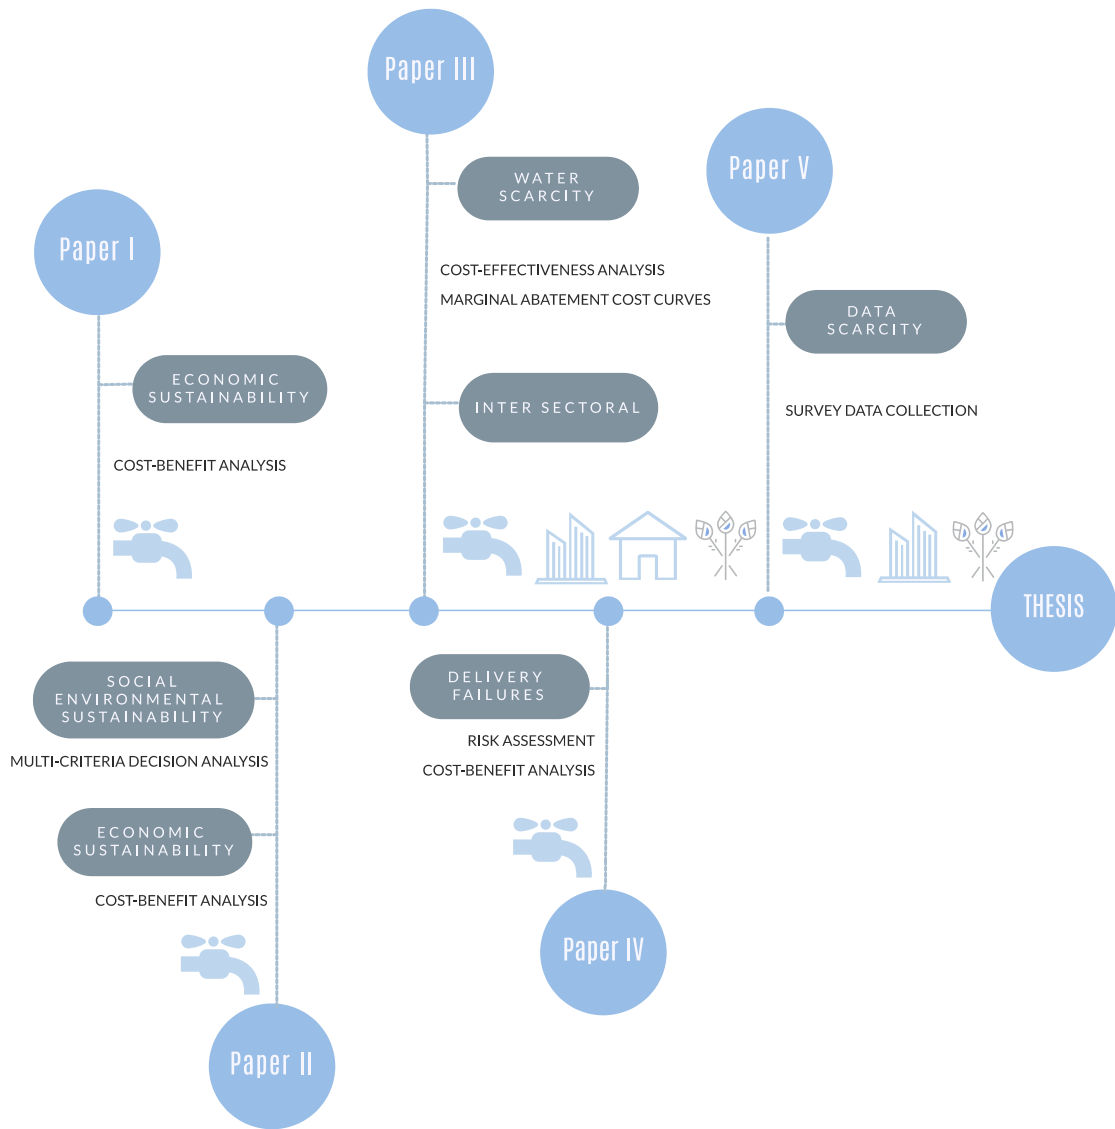 Paper III
WATER
SCARCITY
COST-EFFECTIVENESS ANALYSIS
MARGINAL ABATEMENT COST CURVES
INTER SECTORAL
Paper V
DATA
SCARCITY
SURVEY DATA COLLECTION
Paper I
ECONOMIC
SUSTAINABILITY
COST-BENEFIT ANALYSIS
THESIS
SOCIAL
ENVIRONMENTAL
SUSTAINABILITY
MULTI-CRITERIA DECISION ANALYSIS
ECONOMIC
SUSTAINABILITY
COST-BENEFIT ANALYSIS
Paper II
DELIVERY
FAILURES
RISK ASSESSMENT
COST-BENEFIT ANALYSIS
Paper IV